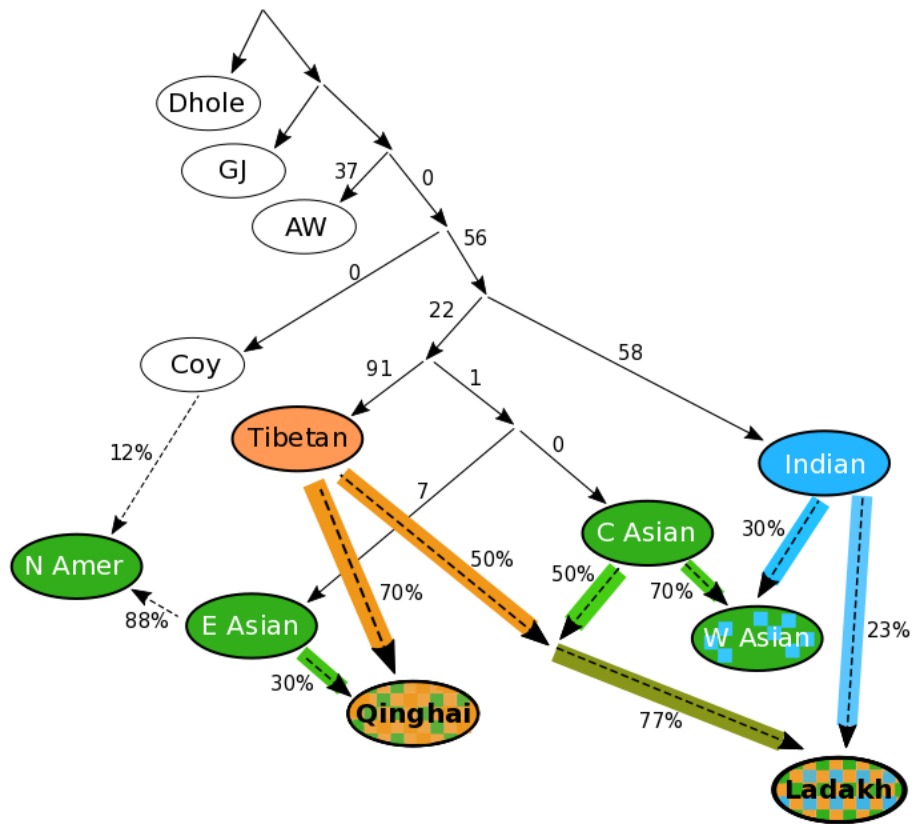 Dhole
GJ
37
0
AW
56
0
22
58
Coy
91
1
Tibetan
0
12%
Indian
7
C Asian
30%
N Amer
50%
50%
70%
70%
88%
E Asian
W Asian
23%
30%
Qinghai
77%
Ladakh